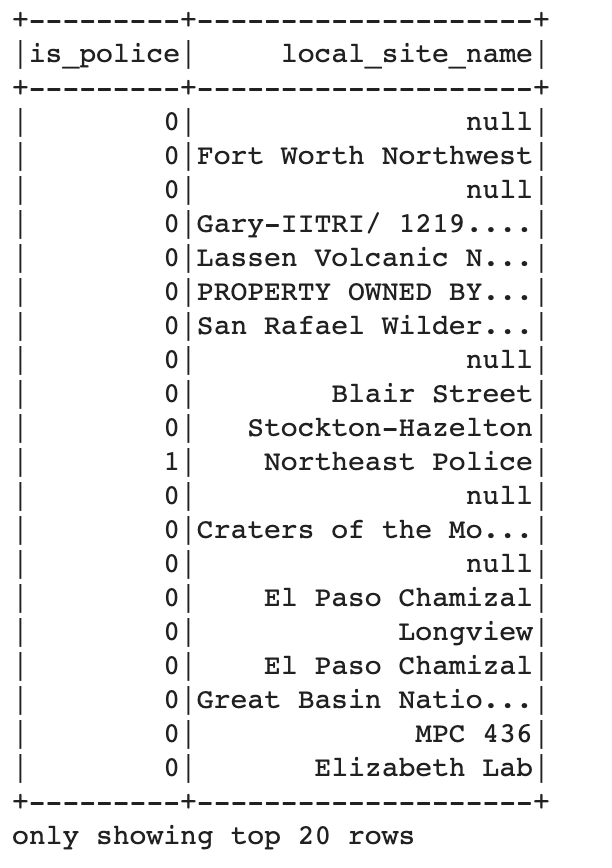 +---------+--------------------+
|is_police|     local_site_name|
+---------+--------------------+
|        0|                null|
|        0|Fort Worth Northwest|
|        0|                null|
|        0|Gary-IITRI/ 1219....|
|        0|Lassen Volcanic N...|
|        0|PROPERTY OWNED BY...|
|        0|San Rafael Wilder...|
|        0|                null|
|        0|        Blair Street|
|        0|   Stockton-Hazelton|
|        1|    Northeast Police|
|        0|                null|
|        0|Craters of the Mo...|
|        0|                null|
|        0|    El Paso Chamizal|
|        0|            Longview|
|        0|    El Paso Chamizal|
|        0|Great Basin Natio...|
|        0|             MPC 436|
|        0|       Elizabeth Lab|
+---------+--------------------+
only showing top 20 rows